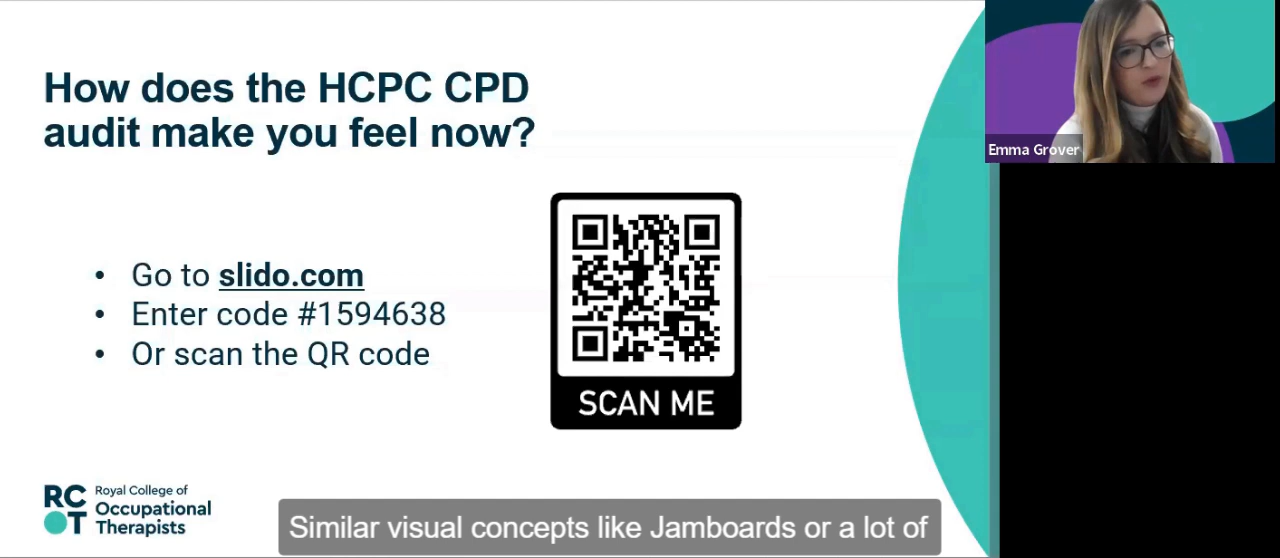 How does the HCPC CPD
audit make you feel now?
• Go to slido.com
• Enter code #1594638
• Or scan the QR code
SCAN ME
RC
OT
Royal College of
Occupational
Therapists
Similar visual concepts like Jamboards or a lot of
Emma Grover